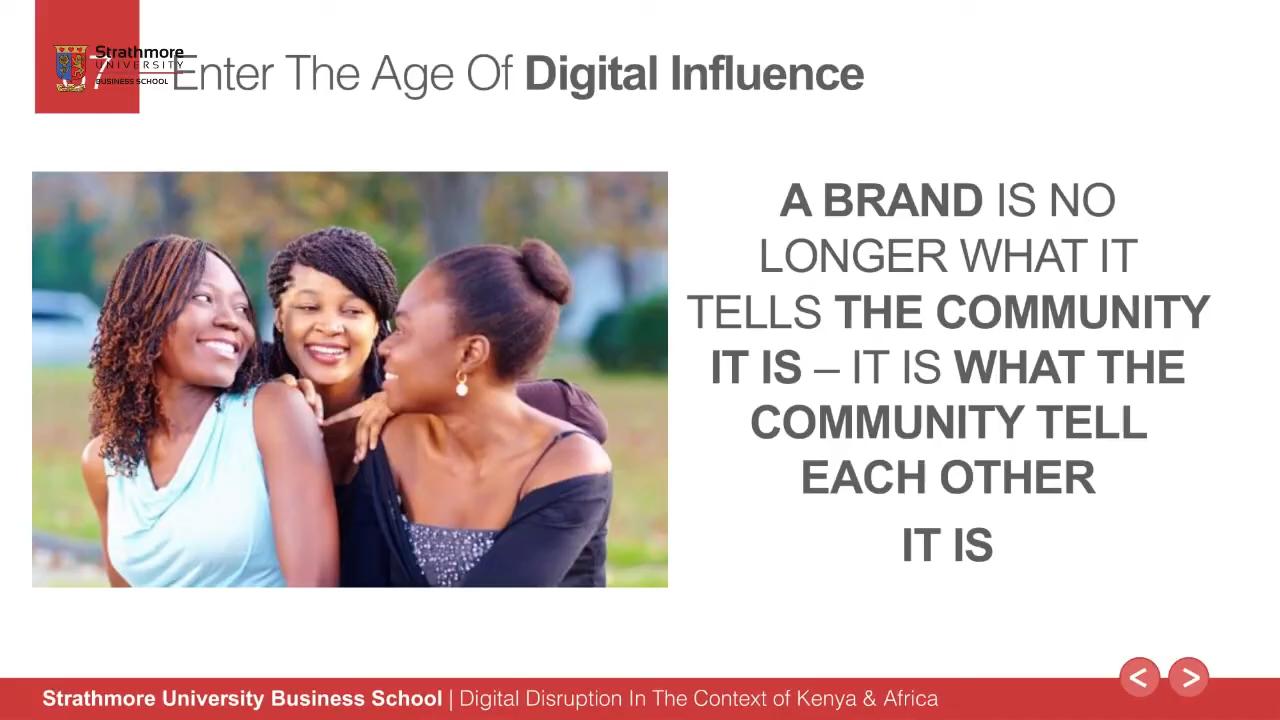 Strathmore
UNIVERSITY
BUSINESS SCHOOL
7
Enter The Age Of Digital Influence
A BRAND IS NO
LONGER WHAT IT
TELLS THE COMMUNITY
IT IS – IT IS WHAT THE
COMMUNITY TELL
EACH OTHER
IT IS
< >
Strathmore University Business School | Digital Disruption In The Context of Kenya & Africa